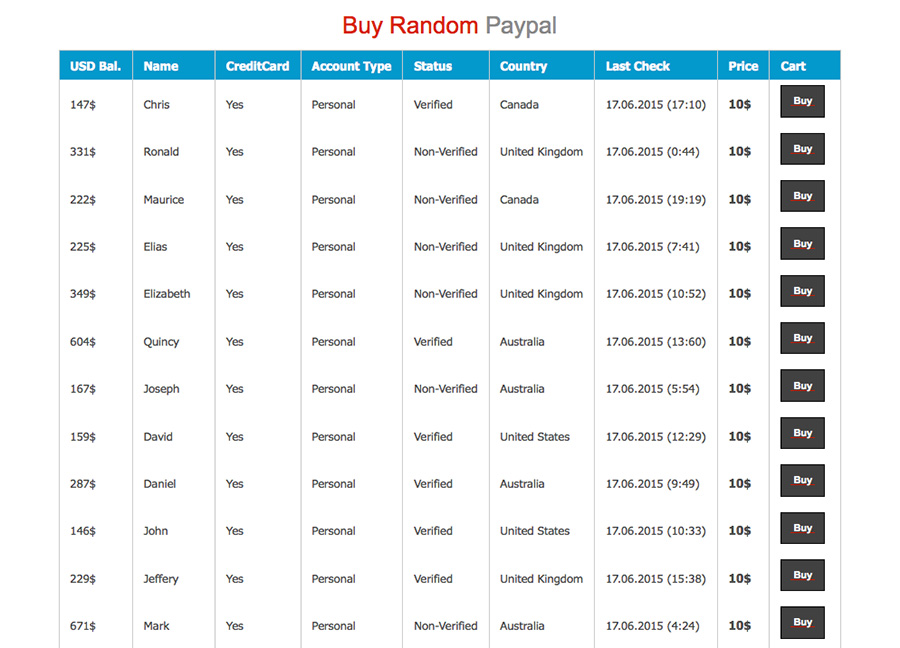 Buy Random Paypal
USD Bal. Name CreditCard Account Type Status Country Last Check Price Cart
147$ Chris Yes Personal Verified Canada 17.06.2015 (17:10) 10$ Buy
331$ Ronald Yes Personal Non-Verified United Kingdom 17.06.2015 (0:44) 10$ Buy
222$ Maurice Yes Personal Non-Verified Canada 17.06.2015 (19:19) 10$ Buy
225$ Elias Yes Personal Non-Verified United Kingdom 17.06.2015 (7:41) 10$ Buy
349$ Elizabeth Yes Personal Non-Verified United Kingdom 17.06.2015 (10:52) 10$ Buy
604$ Quincy Yes Personal Verified Australia 17.06.2015 (13:60) 10$ Buy
167$ Joseph Yes Personal Non-Verified Australia 17.06.2015 (5:54) 10$ Buy
159$ David Yes Personal Verified United States 17.06.2015 (12:29) 10$ Buy
287$ Daniel Yes Personal Verified Australia 17.06.2015 (9:49) 10$ Buy
146$ John Yes Personal Verified United States 17.06.2015 (10:33) 10$ Buy
229$ Jeffery Yes Personal Verified United Kingdom 17.06.2015 (15:38) 10$ Buy
671$ Mark Yes Personal Non-Verified Australia 17.06.2015 (4:24) 10$ Buy